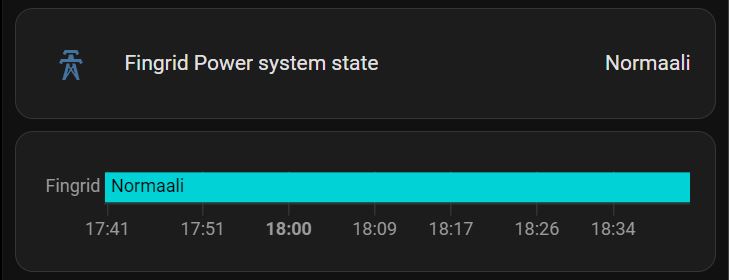 Fingrid Power system state Normaali
Fingrid Normaali
17:41 17:51 18:00 18:09 18:17 18:26 18:34